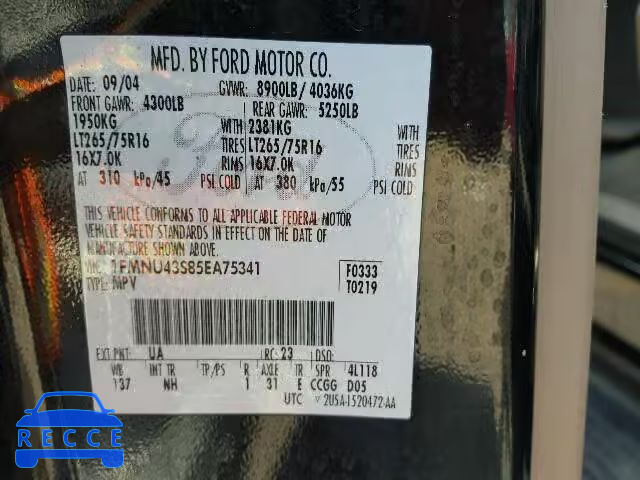 MFD. BY FORD MOTOR CO.
DATE: 09/04 GVWR: 8900LB/ 4036KG
FRONT GAWR: 4300LB REAR GAWR: 5250LB
1950KG WITH 2381KG WITH
LT265/75R16 TIRES LT265/75R16 TIRES
16X7.0K RIMS 16X7.0K RIMS
AT 310 kPa/45 PSI COLD AT 380 kPa/55 PSI COLD
THIS VEHICLE CONFORMS TO ALL APPLICABLE FEDERAL MOTOR
VEHICLE SAFETY STANDARDS IN EFFECT ON THE DATE OF
MANUFACTURE SHOWN ABOVE.
VIN: 1FMNU43S85EA75341 F0333
TYPE: MPV T0219
EXT PNT: UA RC: 23 DSO:
WB INT TR TP/PS R AXLE TR SPR 4L118
137 NH 1 31 E CCGG D05
UTC V 2U5A-1520472-AA
Ford
RECCE